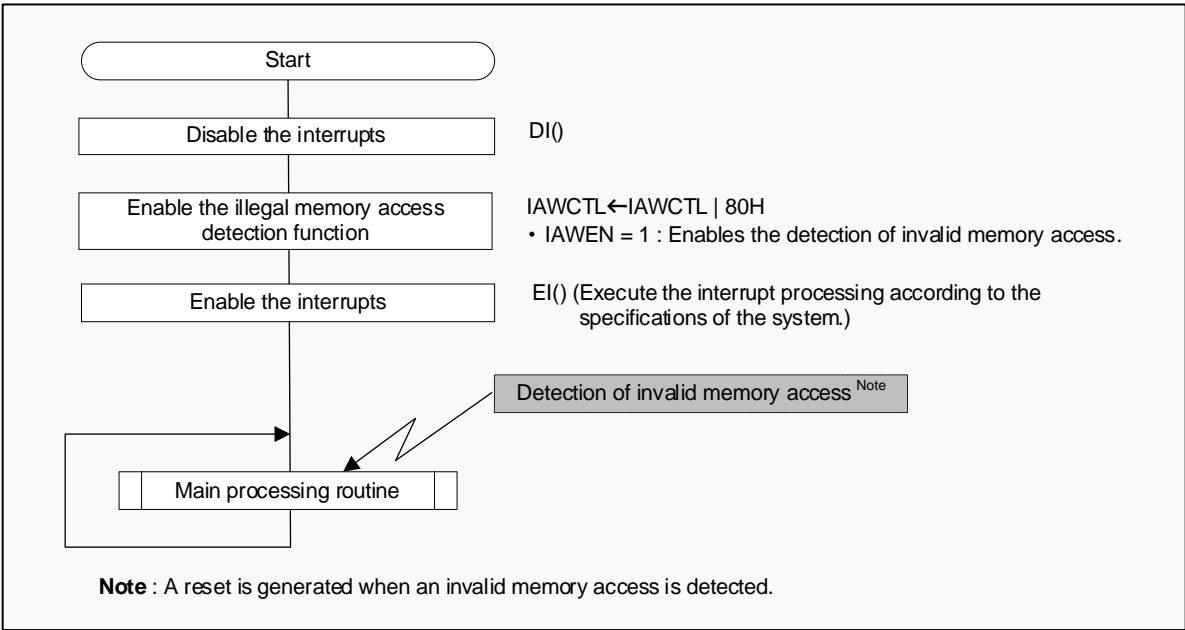 Start
Disable the interrupts
DI()
Enable the illegal memory access
detection function
IAWCTL←IAWCTL | 80H
・ IAWEN = 1 : Enables the detection of invalid memory access.
Enable the interrupts
EI() (Execute the interrupt processing according to the
specifications of the system.)
Detection of invalid memory access Note
Main processing routine
Note : A reset is generated when an invalid memory access is detected.